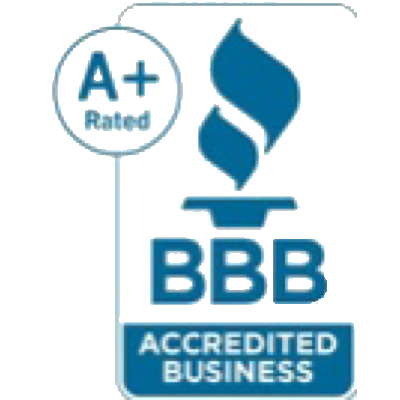 A+
Rated
BBB
ACCREDITED
BUSINESS